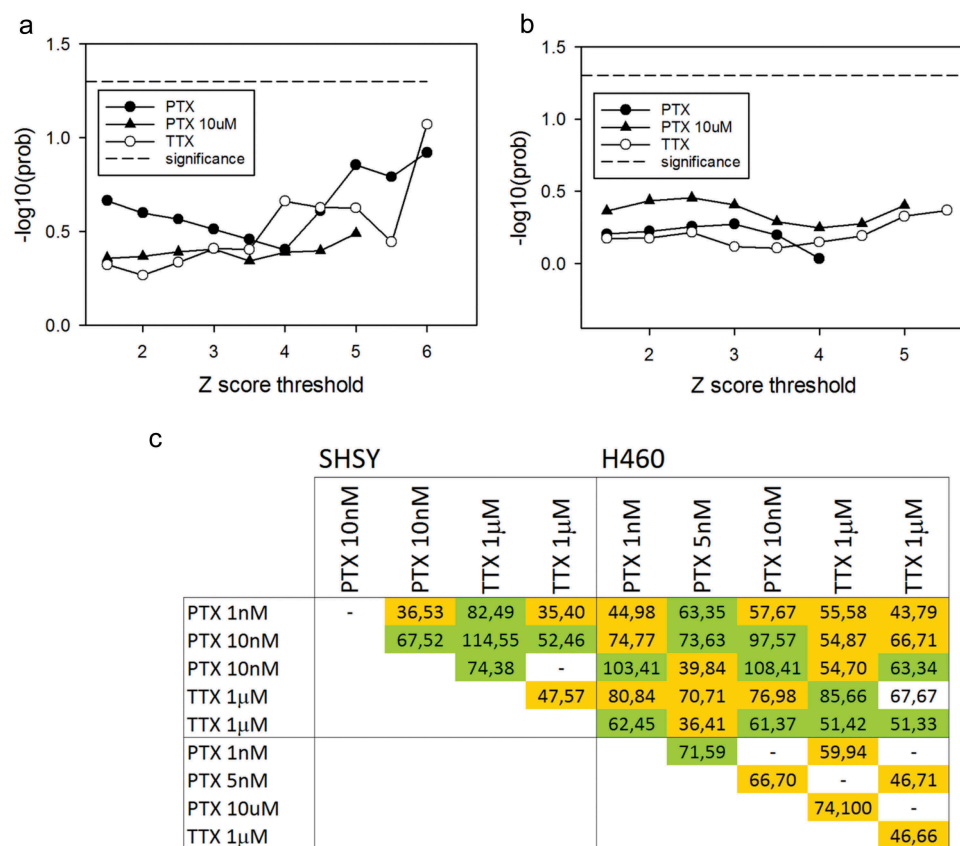 a
b
1.5
1.0
0.5
0.0
-log10(prob)
PTX
PTX 10uM
TTX
significance
2
3
4
5
6
Z score threshold
1.5
1.0
0.5
0.0
-log10(prob)
PTX
PTX 10uM
TTX
significance
2
3
4
5
Z score threshold
c
SHSY H460
PTX 10nM PTX 10nM TTX 1μM TTX 1μM PTX 1nM PTX 5nM PTX 10nM TTX 1μM TTX 1μM
PTX 1nM - 36,53 82,49 35,40 44,98 63,35 57,67 55,58 43,79
PTX 10nM 67,52 114,55 52,46 74,77 73,63 97,57 54,87 66,71
PTX 10nM 74,38 - 103,41 39,84 108,41 54,70 63,34
TTX 1μM 47,57 80,84 70,71 76,98 85,66 67,67
TTX 1μM 62,45 36,41 61,37 51,42 51,33
PTX 1nM 71,59 - 59,94 -
PTX 5nM 66,70 - 46,71
PTX 10uM 74,100 -
TTX 1μM 46,66